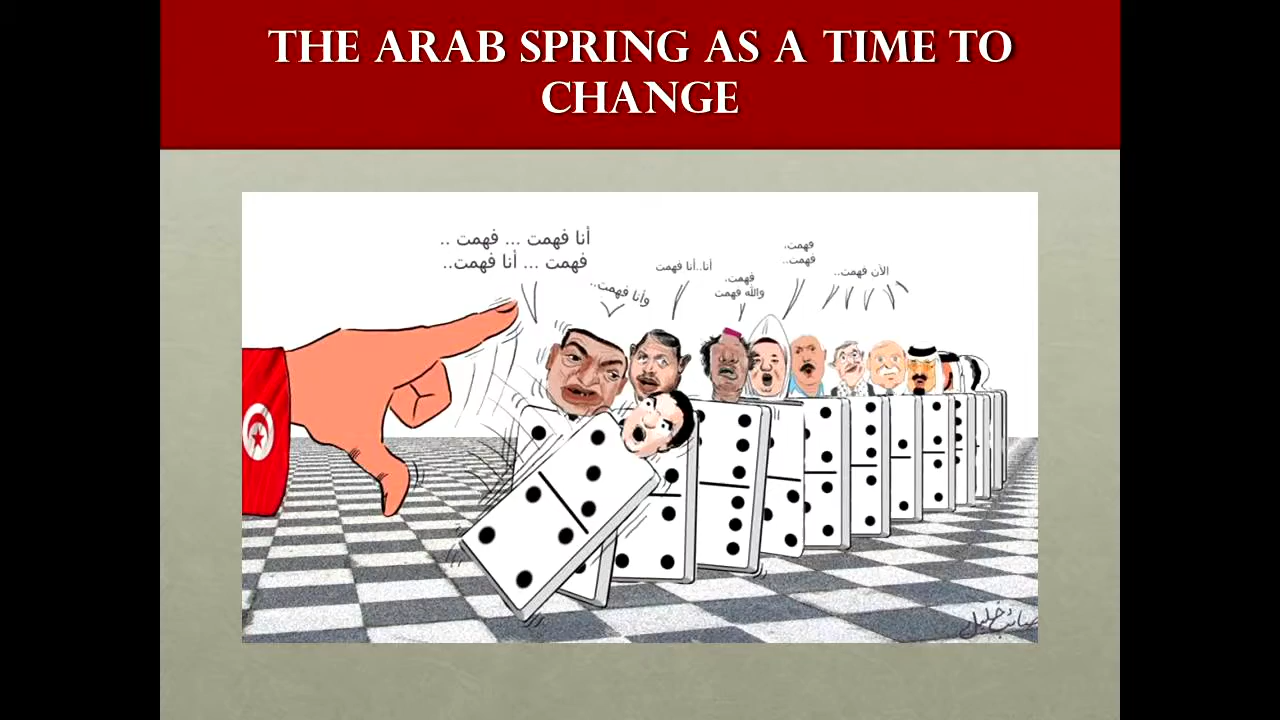 THE ARAB SPRING AS A TIME TO
CHANGE
أنا فهمت ... فهمت ..
فهمت ... أنا فهمت..
وأنا فهمت..
أنا..أنا فهمت
فهمت،
والله فهمت
فهمت،
فهمت..
الآن فهمت..